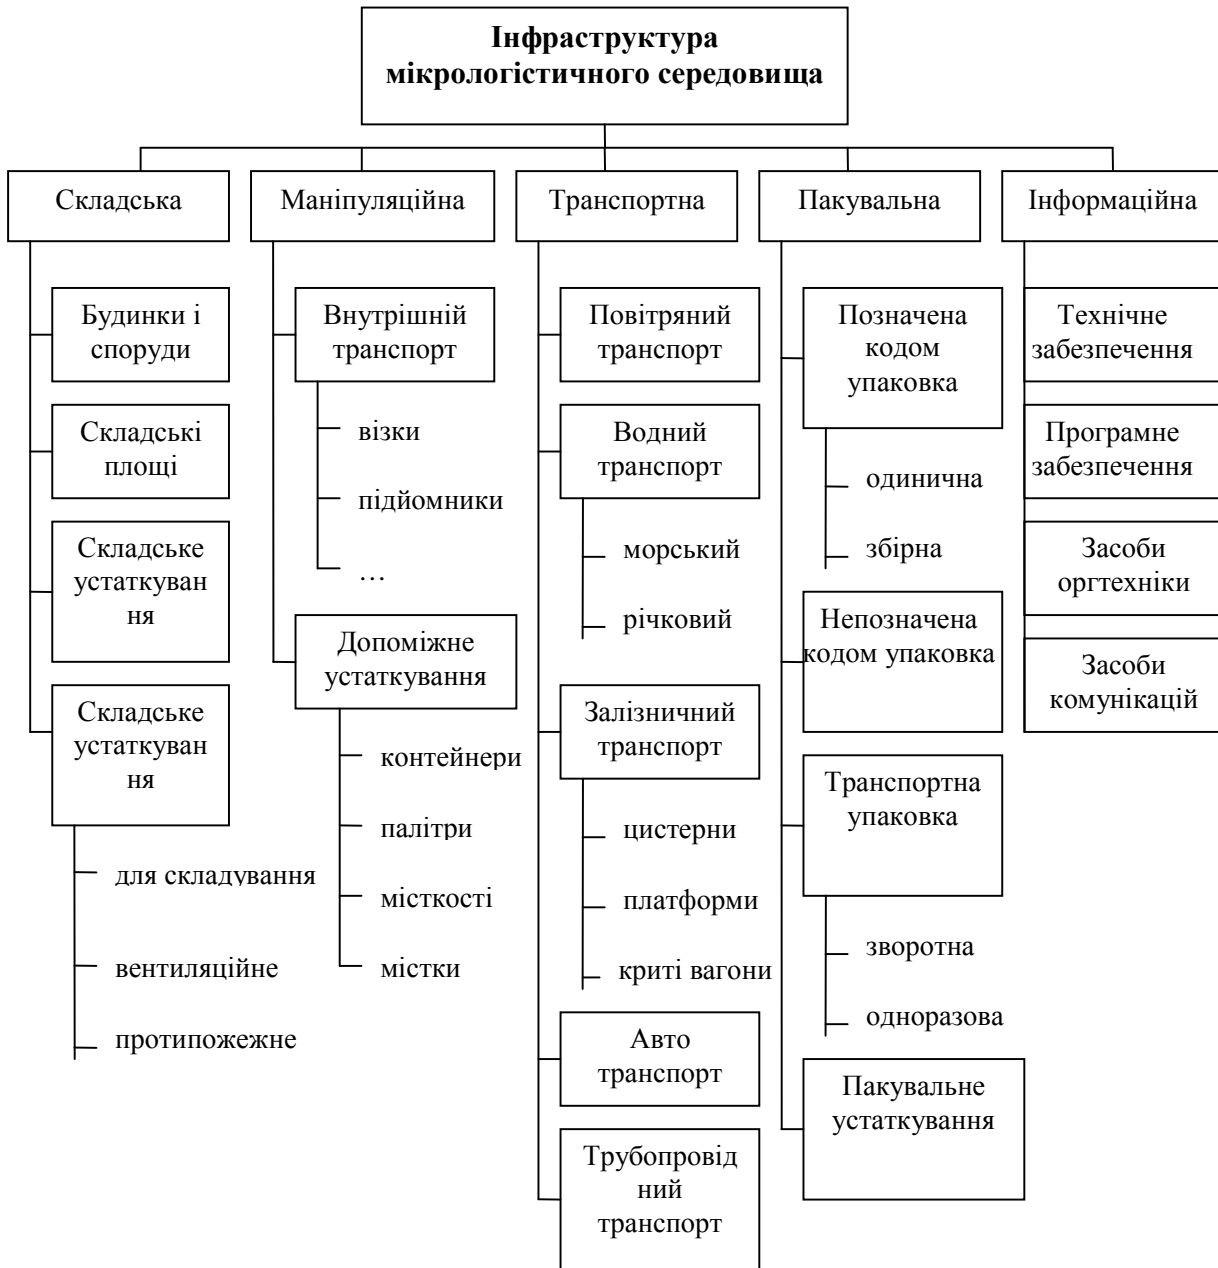 Інфраструктура
мікрологістичного середовища
Складська
Маніпуляційна
Транспортна
Пакувальна
Інформаційна
Будинки і
споруди
Складські
площі
Складське
устаткуван
ня
Складське
устаткуван
ня
для складування
вентиляційне
протипожежне
Внутрішній
транспорт
візки
підйомники
…
Допоміжне
устаткування
контейнери
палітри
місткості
містки
Повітряний
транспорт
Водний
транспорт
морський
річковий
Залізничний
транспорт
цистерни
платформи
криті вагони
Авто
транспорт
Трубопровід
ний
транспорт
Позначена
кодом
упаковка
одинична
збірна
Непозначена
кодом упаковка
Транспортна
упаковка
зворотна
одноразова
Пакувальне
устаткування
Технічне
забезпечення
Програмне
забезпечення
Засоби
оргтехніки
Засоби
комунікацій